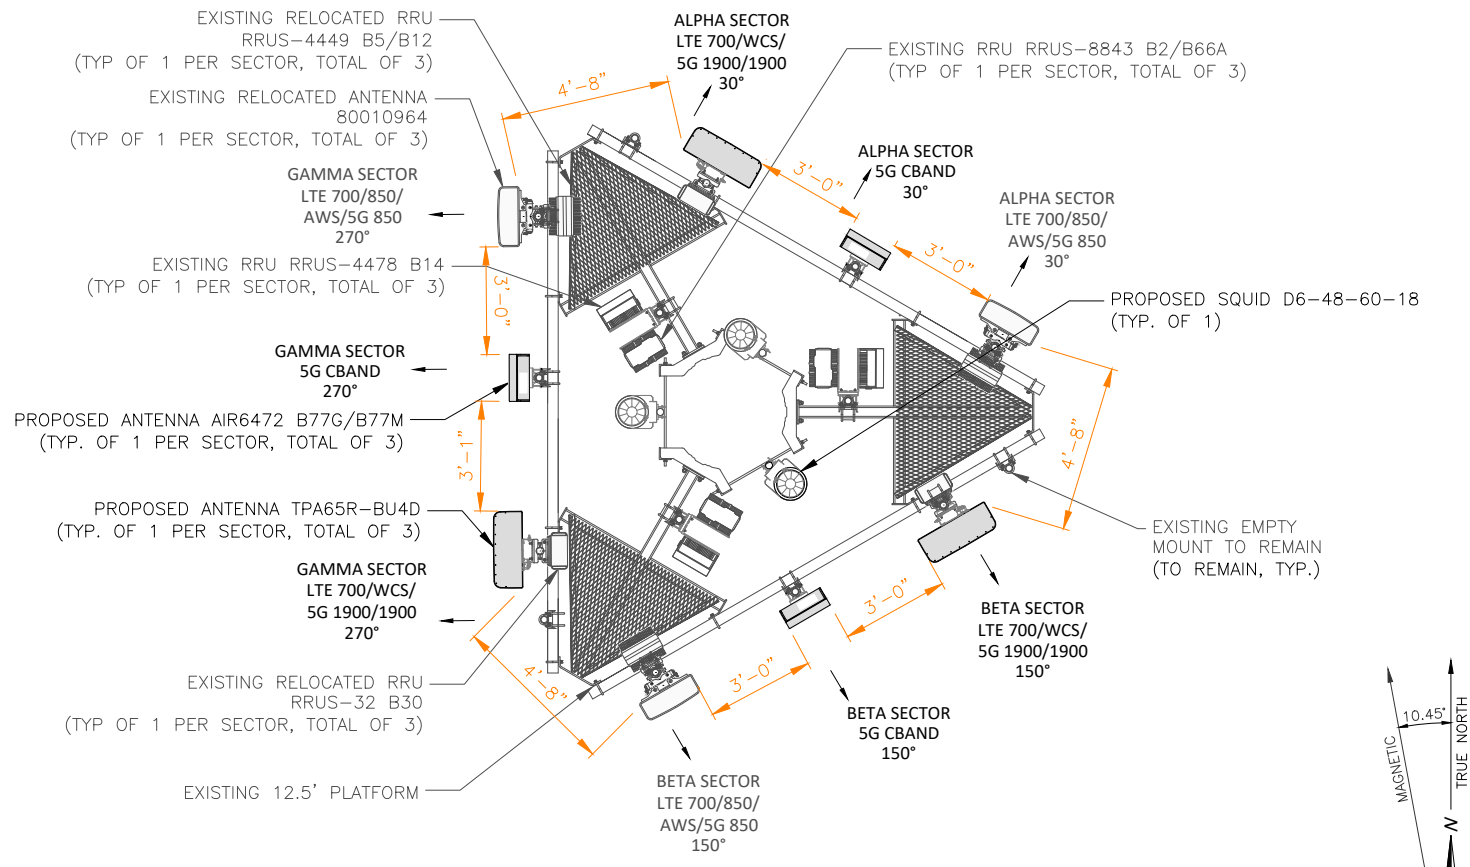 EXISTING RELOCATED RRU
RRUS-4449 B5/B12
(TYP OF 1 PER SECTOR, TOTAL OF 3)
EXISTING RELOCATED ANTENNA
80010964
(TYP OF 1 PER SECTOR, TOTAL OF 3)
GAMMA SECTOR
LTE 700/850/
AWS/5G 850
270°
EXISTING RRU RRUS-4478 B14
(TYP OF 1 PER SECTOR, TOTAL OF 3)
GAMMA SECTOR
5G CBAND
270°
PROPOSED ANTENNA AIR6472 B77G/B77M
(TYP. OF 1 PER SECTOR, TOTAL OF 3)
PROPOSED ANTENNA TPA65R-BU4D
(TYP. OF 1 PER SECTOR, TOTAL OF 3)
GAMMA SECTOR
LTE 700/WCS/
5G 1900/1900
270°
EXISTING RELOCATED RRU
RRUS-32 B30
(TYP OF 1 PER SECTOR, TOTAL OF 3)
EXISTING 12.5' PLATFORM
4'-8"
3'-0"
3'-1"
4'-8"
ALPHA SECTOR
LTE 700/WCS/
5G 1900/1900
30°
EXISTING RRU RRUS-8843 B2/B66A
(TYP OF 1 PER SECTOR, TOTAL OF 3)
3'-0"
ALPHA SECTOR
5G CBAND
30°
3'-0"
ALPHA SECTOR
LTE 700/850/
AWS/5G 850
30°
PROPOSED SQUID D6-48-60-18
(TYP. OF 1)
4'-8"
EXISTING EMPTY
MOUNT TO REMAIN
(TO REMAIN, TYP.)
3'-0"
BETA SECTOR
LTE 700/WCS/
5G 1900/1900
150°
3'-0"
BETA SECTOR
5G CBAND
150°
BETA SECTOR
LTE 700/850/
AWS/5G 850
150°
10.45°
MAGNETIC
TRUE NORTH
N